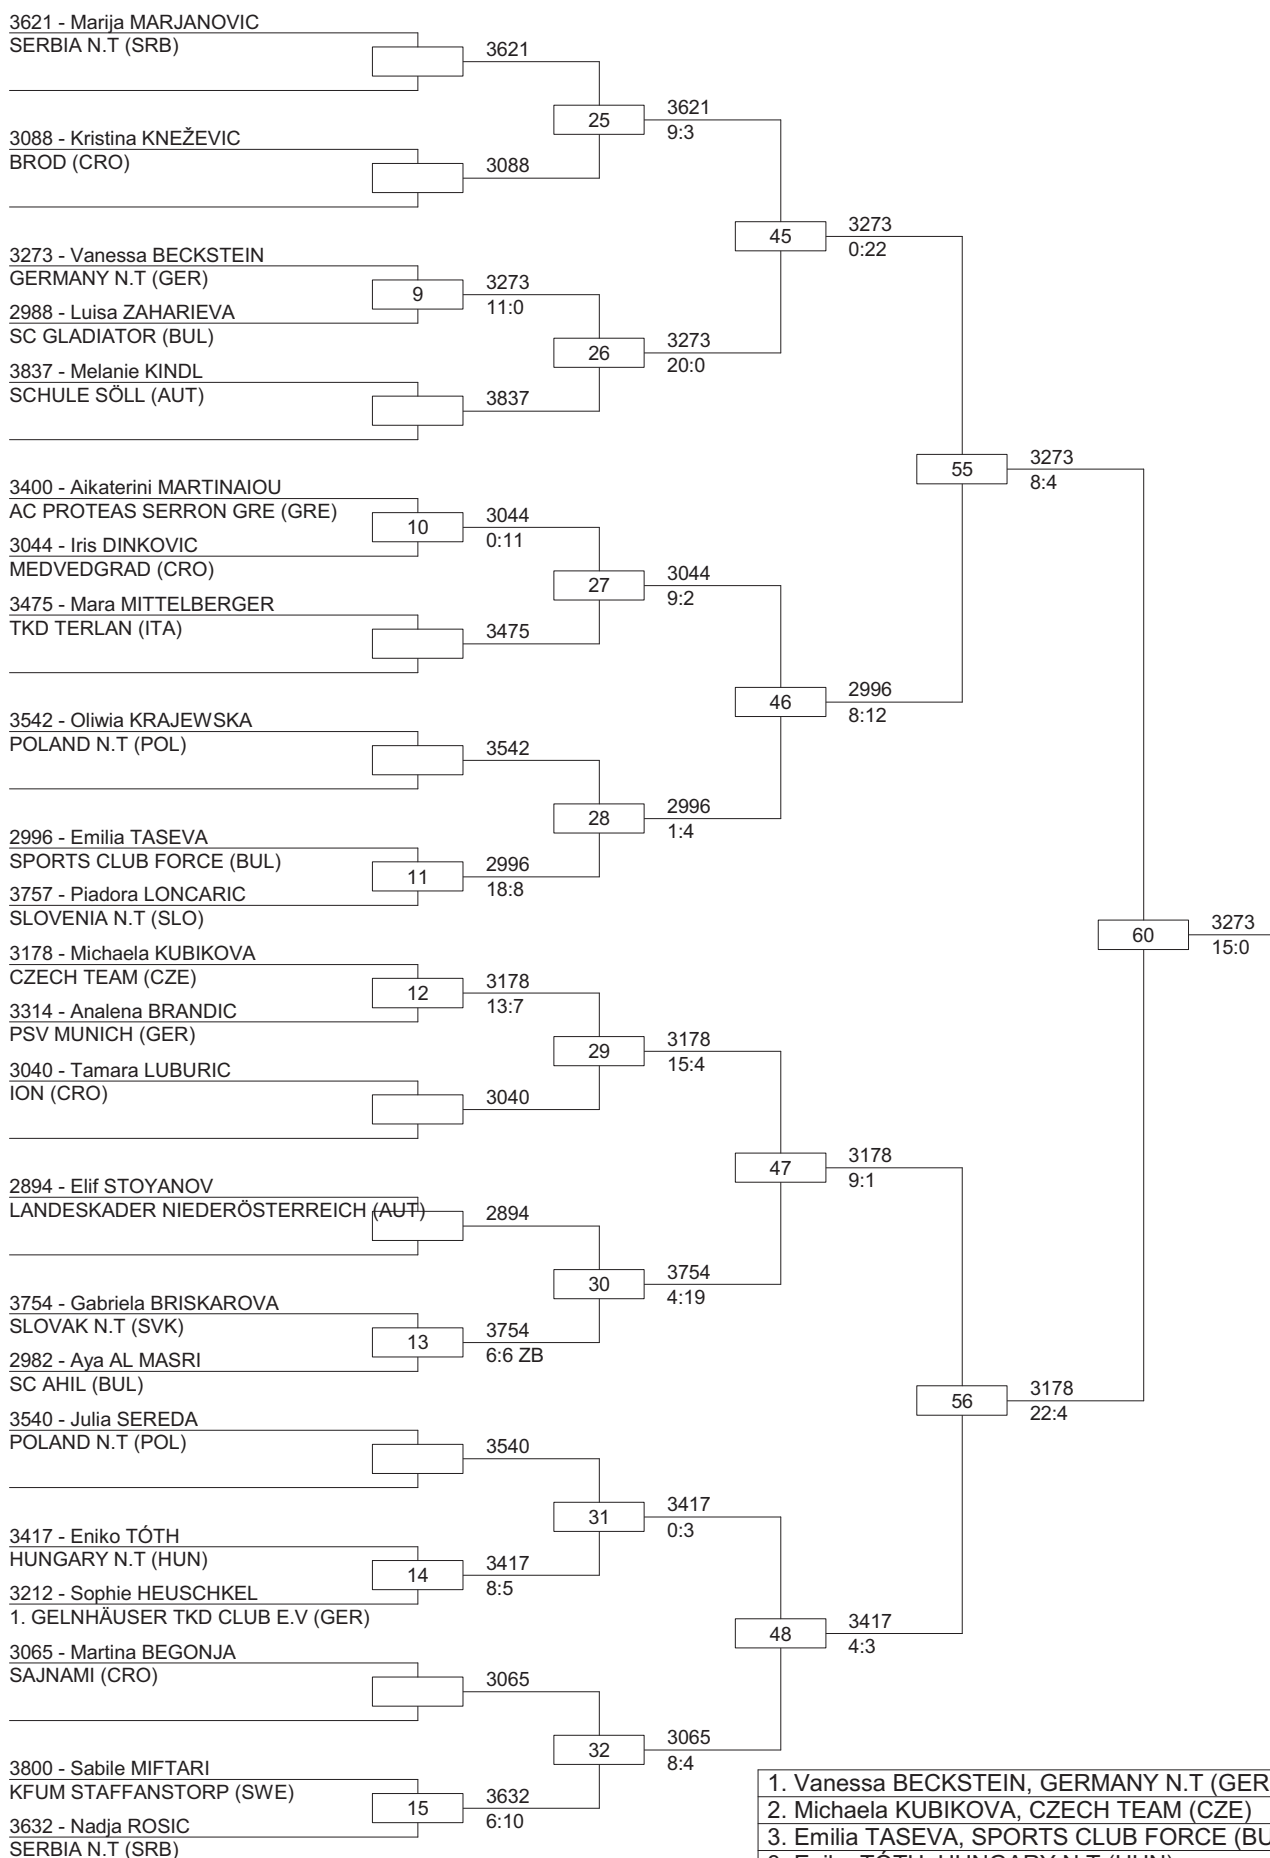 3621 - Marija MARJANOVIC
SERBIA N.T (SRB)
3621
25
3621
9:3
3088 - Kristina KNEŽEVIC
BROD (CRO)
3088
45
3273
0:22
3273 - Vanessa BECKSTEIN
GERMANY N.T (GER)
9
3273
11:0
2988 - Luisa ZAHARIEVA
SC GLADIATOR (BUL)
26
3273
20:0
3837 - Melanie KINDL
SCHULE SÖLL (AUT)
3837
55
3273
8:4
3400 - Aikaterini MARTINAIOU
AC PROTEAS SERRON GRE (GRE)
10
3044
0:11
3044 - Iris DINKOVIC
MEDVEDGRAD (CRO)
27
3044
9:2
3475 - Mara MITTELBERGER
TKD TERLAN (ITA)
3475
46
2996
8:12
3542 - Oliwia KRAJEWSKA
POLAND N.T (POL)
3542
28
2996
1:4
2996 - Emilia TASEVA
SPORTS CLUB FORCE (BUL)
11
2996
18:8
3757 - Piadora LONCARIC
SLOVENIA N.T (SLO)
60
3273
15:0
3178 - Michaela KUBIKOVA
CZECH TEAM (CZE)
12
3178
13:7
3314 - Analena BRANDIC
PSV MUNICH (GER)
29
3178
15:4
3040 - Tamara LUBURIC
ION (CRO)
3040
47
3178
9:1
2894 - Elif STOYANOV
LANDESKADER NIEDERÖSTERREICH (AUT)
2894
30
3754
4:19
3754 - Gabriela BRISKAROVA
SLOVAK N.T (SVK)
13
3754
6:6 ZB
2982 - Aya AL MASRI
SC AHIL (BUL)
56
3178
22:4
3540 - Julia SEREDA
POLAND N.T (POL)
3540
31
3417
0:3
3417 - Eniko TÓTH
HUNGARY N.T (HUN)
14
3417
8:5
3212 - Sophie HEUSCHKEL
1. GELNHÄUSER TKD CLUB E.V (GER)
48
3417
4:3
3065 - Martina BEGONJA
SAJNAMI (CRO)
3065
32
3065
8:4
3800 - Sabile MIFTARI
KFUM STAFFANSTORP (SWE)
15
3632
6:10
3632 - Nadja ROSIC
SERBIA N.T (SRB)
1. Vanessa BECKSTEIN, GERMANY N.T (GER
2. Michaela KUBIKOVA, CZECH TEAM (CZE)
3. Emilia TASEVA, SPORTS CLUB FORCE (BU